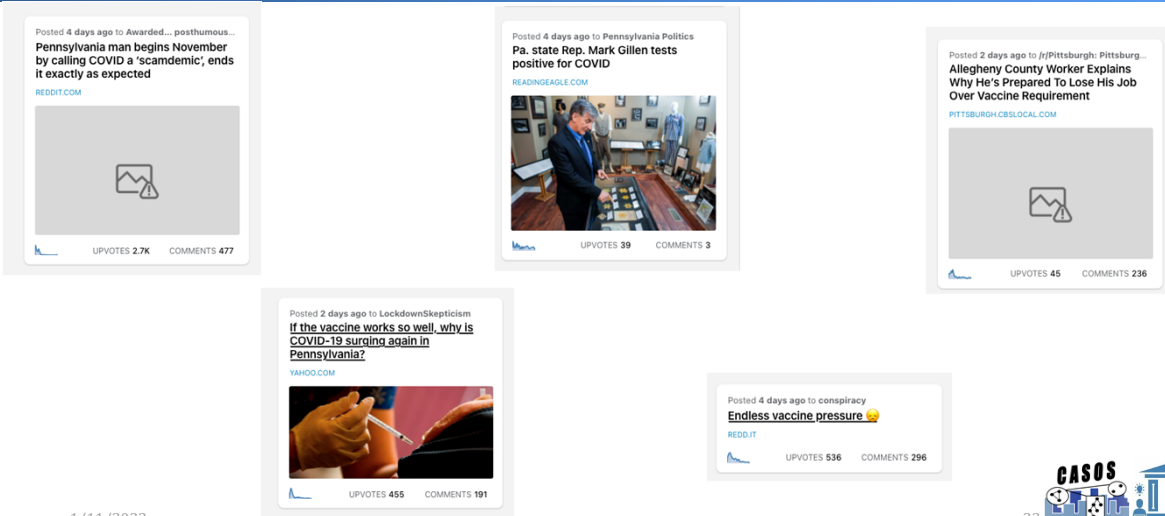 Posted 4 days ago to Awarded... posthumous...
Pennsylvania man begins November
by calling COVID a ‘scamdemic’, ends
it exactly as expected
REDDIT.COM
UPVOTES 2.7K COMMENTS 477
Posted 4 days ago to Pennsylvania Politics
Pa. state Rep. Mark Gillen tests
positive for COVID
READINGEAGLE.COM
UPVOTES 39 COMMENTS 3
Posted 2 days ago to /r/Pittsburgh: Pittsburg...
Allegheny County Worker Explains
Why He’s Prepared To Lose His Job
Over Vaccine Requirement
PITTSBURGH.CBSLOCAL.COM
UPVOTES 45 COMMENTS 236
Posted 2 days ago to LockdownSkepticism
If the vaccine works so well, why is
COVID-19 surging again in
Pennsylvania?
YAHOO.COM
UPVOTES 455 COMMENTS 191
Posted 4 days ago to conspiracy
Endless vaccine pressure 😞
REDD.IT
UPVOTES 536 COMMENTS 296
CASOS